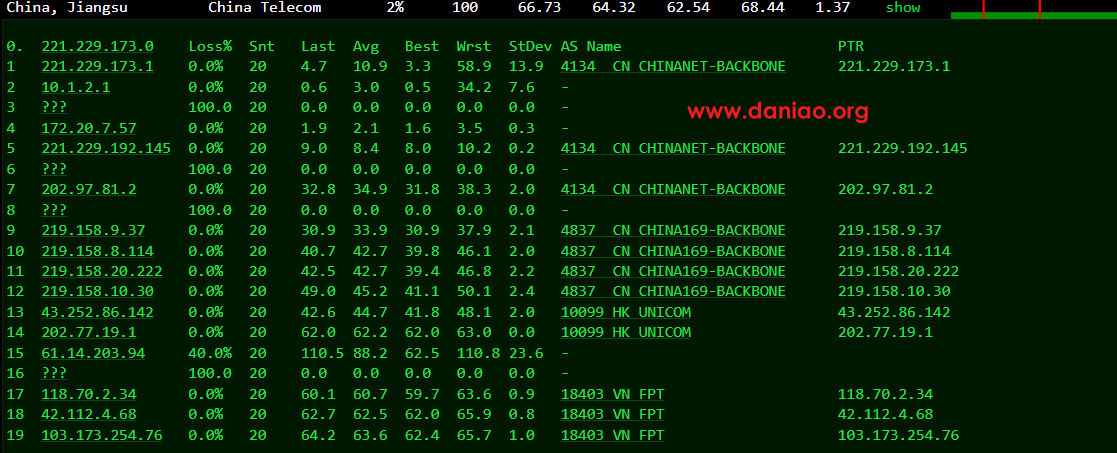 China, Jiangsu China Telecom 2% 100 66.73 64.32 62.54 68.44 1.37 show
0. 221.229.173.0 Loss% Snt Last Avg Best Wrst StDev AS Name PTR
1 221.229.173.1 0.0% 20 4.7 10.9 3.3 58.9 13.9 4134 CN CHINANET-BACKBONE 221.229.173.1
2 10.1.2.1 0.0% 20 0.6 3.0 0.5 34.2 7.6 -
3 ??? 100.0 20 0.0 0.0 0.0 0.0 0.0 -
www.daniao.org
4 172.20.7.57 0.0% 20 1.9 2.1 1.6 3.5 0.3 -
5 221.229.192.145 0.0% 20 9.0 8.4 8.0 10.2 0.2 4134 CN CHINANET-BACKBONE 221.229.192.145
6 ??? 100.0 20 0.0 0.0 0.0 0.0 0.0 -
7 202.97.81.2 0.0% 20 32.8 34.9 31.8 38.3 2.0 4134 CN CHINANET-BACKBONE 202.97.81.2
8 ??? 100.0 20 0.0 0.0 0.0 0.0 0.0 -
9 219.158.9.37 0.0% 20 30.9 33.9 30.9 37.9 2.1 4837 CN CHINA169-BACKBONE 219.158.9.37
10 219.158.8.114 0.0% 20 40.7 42.7 39.8 46.1 2.0 4837 CN CHINA169-BACKBONE 219.158.8.114
11 219.158.20.222 0.0% 20 42.5 42.7 39.4 46.8 2.2 4837 CN CHINA169-BACKBONE 219.158.20.222
12 219.158.10.30 0.0% 20 49.0 45.2 41.1 50.1 2.4 4837 CN CHINA169-BACKBONE 219.158.10.30
13 43.252.86.142 0.0% 20 42.6 44.7 41.8 48.1 2.0 10099 HK UNICOM 43.252.86.142
14 202.77.19.1 0.0% 20 62.0 62.2 62.0 63.0 0.0 10099 HK UNICOM 202.77.19.1
15 61.14.203.94 40.0% 20 110.5 88.2 62.5 110.8 23.6 -
16 ??? 100.0 20 0.0 0.0 0.0 0.0 0.0 -
17 118.70.2.34 0.0% 20 60.1 60.7 59.7 63.6 0.9 18403 VN FPT 118.70.2.34
18 42.112.4.68 0.0% 20 62.7 62.5 62.0 65.9 0.8 18403 VN FPT 42.112.4.68
19 103.173.254.76 0.0% 20 64.2 63.6 62.4 65.7 1.0 18403 VN FPT 103.173.254.76